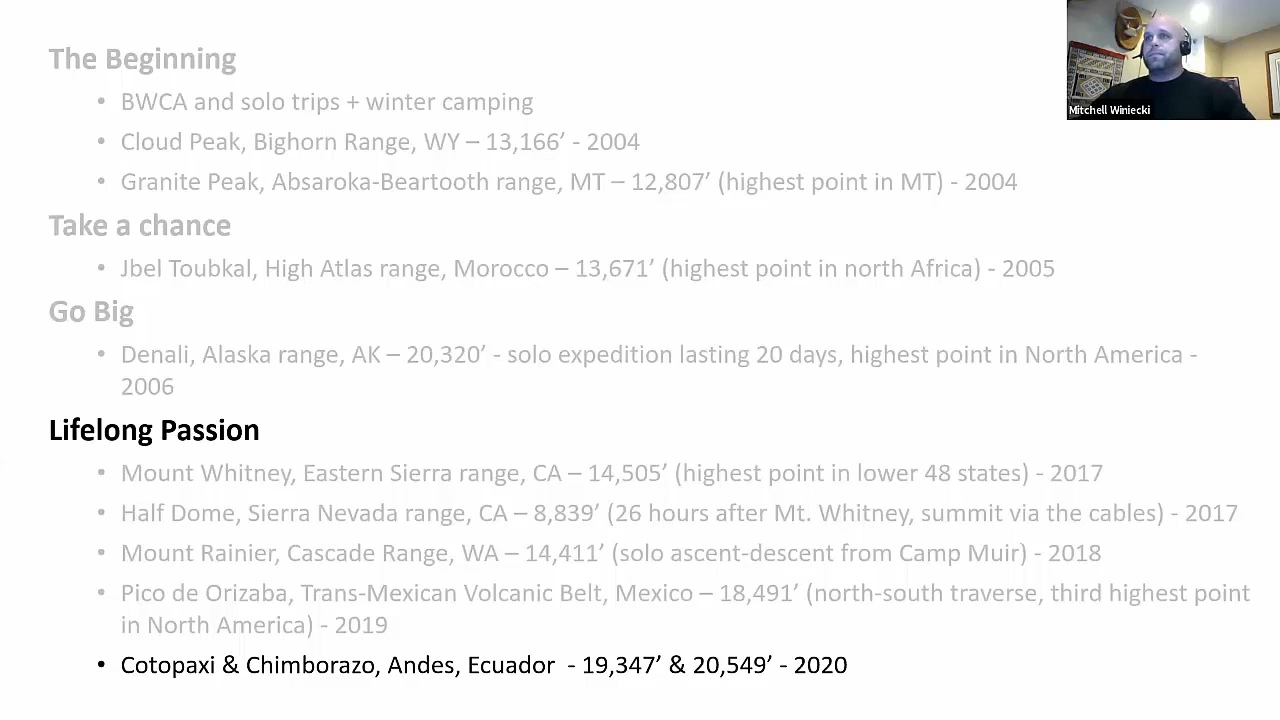 The Beginning
• BWCA and solo trips + winter camping
• Cloud Peak, Bighorn Range, WY – 13,166’ - 2004
• Granite Peak, Absaroka-Beartooth range, MT – 12,807’ (highest point in MT) - 2004
Take a chance
• Jbel Toubkal, High Atlas range, Morocco – 13,671’ (highest point in north Africa) - 2005
Go Big
• Denali, Alaska range, AK – 20,320’ - solo expedition lasting 20 days, highest point in North America -
2006
Lifelong Passion
• Mount Whitney, Eastern Sierra range, CA – 14,505’ (highest point in lower 48 states) - 2017
• Half Dome, Sierra Nevada range, CA – 8,839’ (26 hours after Mt. Whitney, summit via the cables) - 2017
• Mount Rainier, Cascade Range, WA – 14,411’ (solo ascent-descent from Camp Muir) - 2018
• Pico de Orizaba, Trans-Mexican Volcanic Belt, Mexico – 18,491’ (north-south traverse, third highest point
in North America) - 2019
• Cotopaxi & Chimborazo, Andes, Ecuador - 19,347’ & 20,549’ - 2020
Mitchell Winiecki